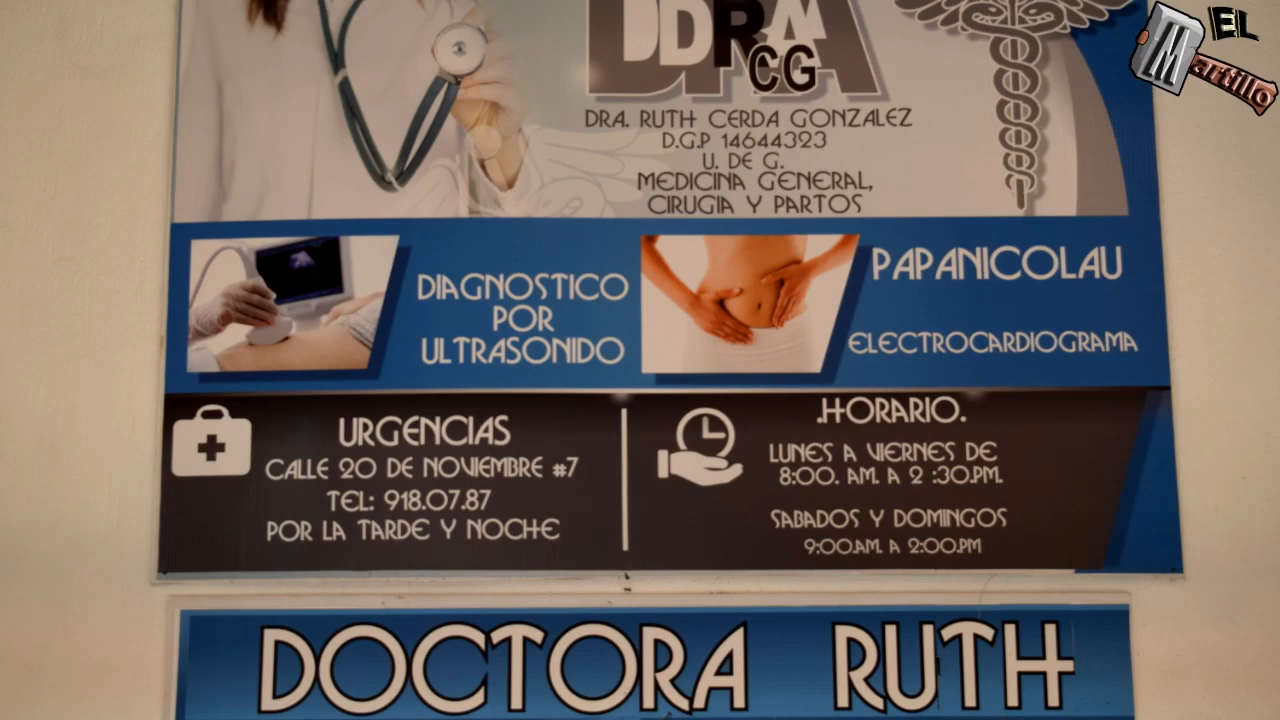 EL
Martillo
DDRA
CG
DRA. RUTH CERDA GONZALEZ
D.G.P 14644323
U. DE G.
MEDICINA GENERAL,
CIRUGIA Y PARTOS
DIAGNOSTICO
POR
ULTRASONIDO
PAPANICOLAU
ELECTROCARDIOGRAMA
URGENCIAS
CALLE 20 DE NOVIEMBRE #7
TEL: 918.07.87
POR LA TARDE Y NOCHE
.HORARIO.
LUNES A VIERNES DE
8:00. AM. A 2 :30.PM.
SABADOS Y DOMINGOS
9:00.AM. A 2:00.PM
DOCTORA RUTH